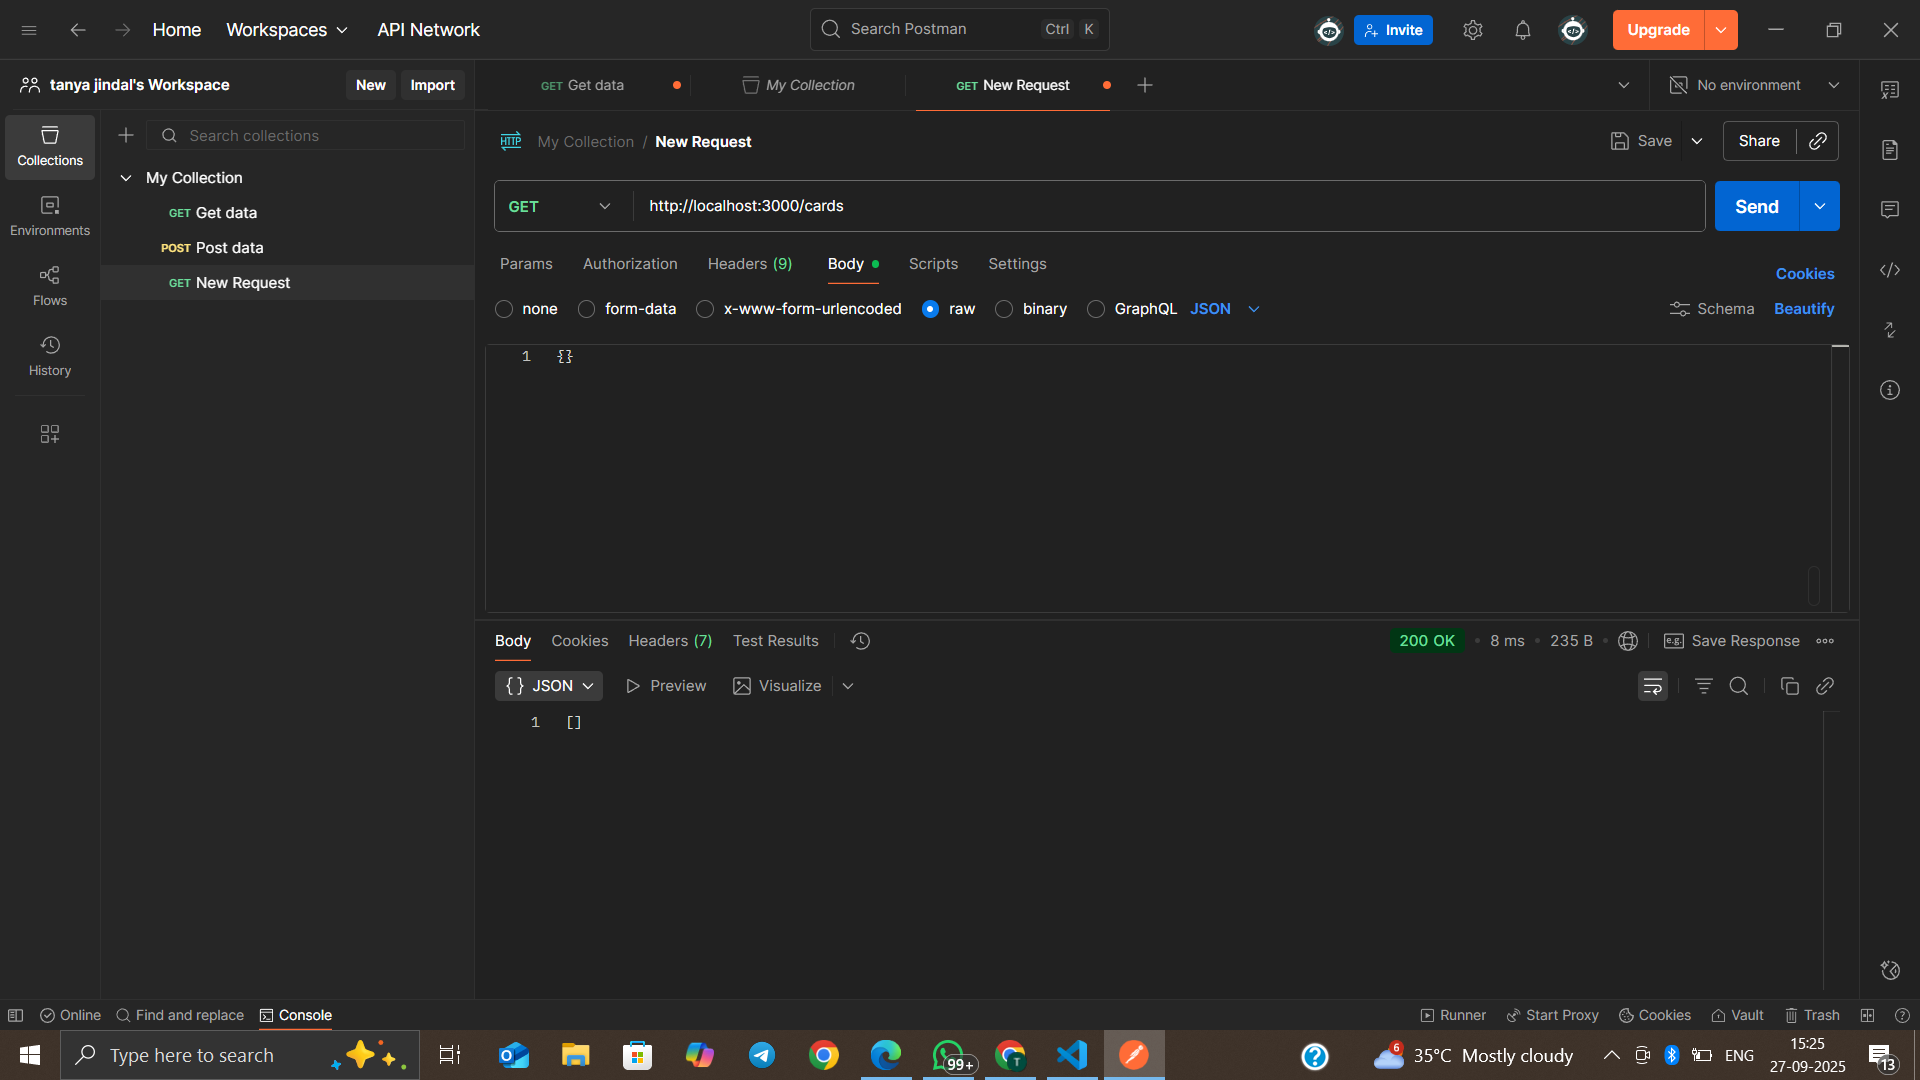 Home Workspaces API Network Search Postman Ctrl K Invite Upgrade
tanya jindal's Workspace New Import GET Get data My Collection GET New Request No environment
Search collections
Collections
My Collection
GET Get data
POST Post data
GET New Request
Environments
Flows
History
HTTP My Collection / New Request Save Share
GET http://localhost:3000/cards Send
Params Authorization Headers (9) Body Scripts Settings Cookies
none form-data x-www-form-urlencoded raw binary GraphQL JSON Schema Beautify
1 {}
Body Cookies Headers (7) Test Results 200 OK 8 ms 235 B e.g. Save Response
{} JSON Preview Visualize
1 []
Online Find and replace Console Runner Start Proxy Cookies Vault Trash
Type here to search 99+ T 6 35°C Mostly cloudy ENG 15:25
27-09-2025 13